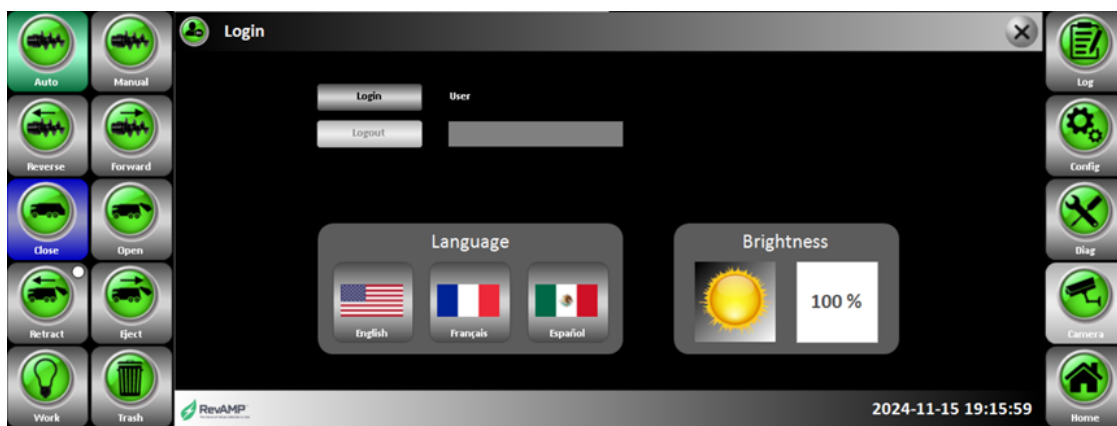 Login
Auto
Manual
Log
Login
User
Logout
Reverse
Forward
Config
Close
Open
Diag
Language
Brightness
100 %
English
Français
Español
Retract
Eject
Camera
Work
Trash
RevAMP
2024-11-15 19:15:59
Home